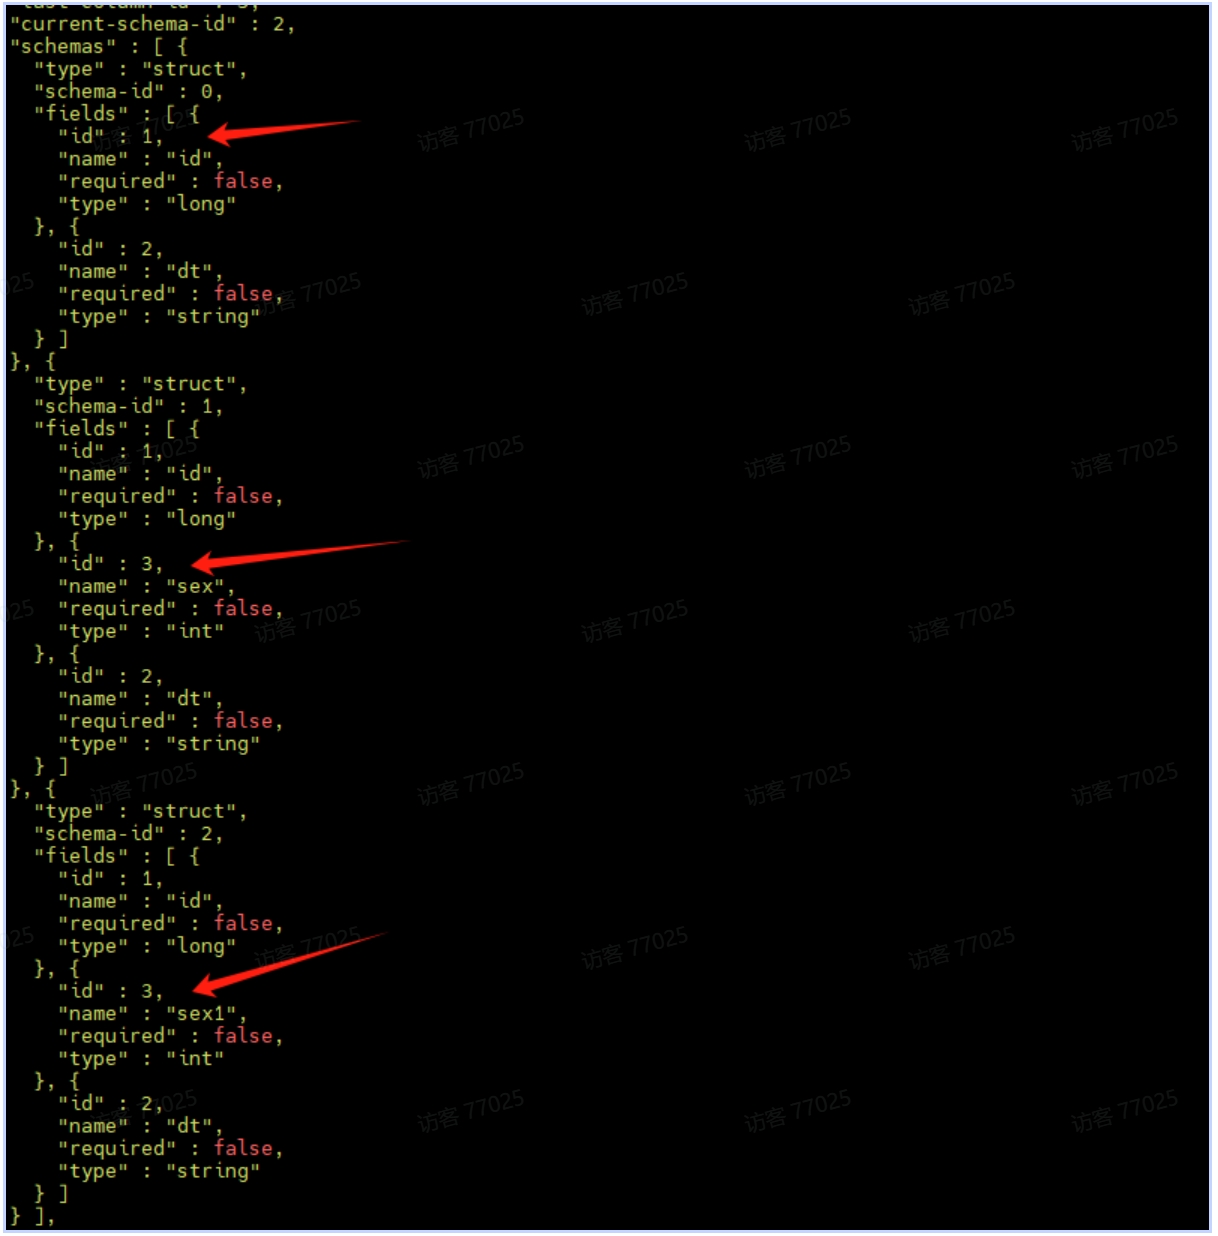 "current-schema-id" : 2,
"schemas" : [ {
"type" : "struct",
"schema-id" : 0,
"fields" : [ {
"id" : 1,
"name" : "id",
"required" : false,
"type" : "long"
}, {
"id" : 2,
"name" : "dt",
"required" : false,
"type" : "string"
} ]
}, {
"type" : "struct",
"schema-id" : 1,
"fields" : [ {
"id" : 1,
"name" : "id",
"required" : false,
"type" : "long"
}, {
"id" : 3,
"name" : "sex",
"required" : false,
"type" : "int"
}, {
"id" : 2,
"name" : "dt",
"required" : false,
"type" : "string"
} ]
}, {
"type" : "struct",
"schema-id" : 2,
"fields" : [ {
"id" : 1,
"name" : "id",
"required" : false,
"type" : "long"
}, {
"id" : 3,
"name" : "sex1",
"required" : false,
"type" : "int"
}, {
"id" : 2,
"name" : "dt",
"required" : false,
"type" : "string"
} ]
} ],
访客 77025